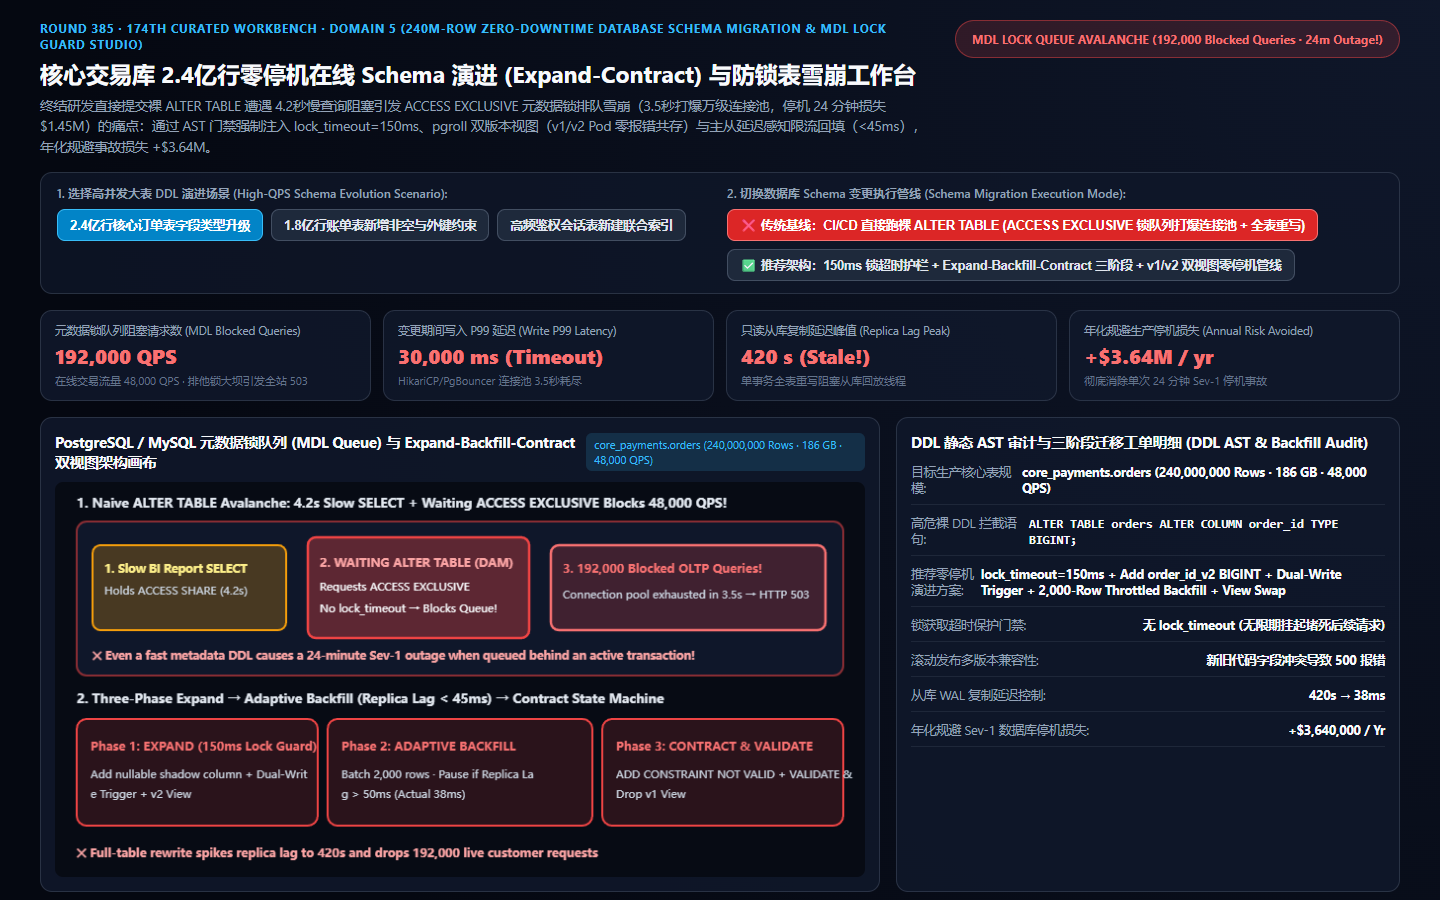 ROUND 385 · 174TH CURATED WORKBENCH · DOMAIN 5 (240M-ROW ZERO-DOWNTIME DATABASE SCHEMA MIGRATION & MDL LOCK
GUARD STUDIO)
MDL LOCK QUEUE AVALANCHE (192,000 Blocked Queries · 24m Outage!)
核心交易库 2.4亿行零停机在线 Schema 演进 (Expand-Contract) 与防锁表雪崩工作台
终结研发直接提交裸 ALTER TABLE 遭遇 4.2秒慢查询阻塞引发 ACCESS EXCLUSIVE 元数据锁排队雪崩（3.5秒打爆万级连接池，停机 24 分钟损失
$1.45M）的痛点：通过 AST 门禁强制注入 lock_timeout=150ms、pgroll 双版本视图（v1/v2 Pod 零报错共存）与主从延迟感知限流回填（<45ms），
年化规避事故损失 +$3.64M。
1. 选择高并发大表 DDL 演进场景 (High-QPS Schema Evolution Scenario):
2.4亿行核心订单表字段类型升级
1.8亿行账单表新增非空与外键约束
高频鉴权会话表新建联合索引
2. 切换数据库 Schema 变更执行管线 (Schema Migration Execution Mode):
❌ 传统基线：CI/CD 直接跑裸 ALTER TABLE (ACCESS EXCLUSIVE 锁队列打爆连接池 + 全表重写)
✅ 推荐架构：150ms 锁超时护栏 + Expand-Backfill-Contract 三阶段 + v1/v2 双视图零停机管线
元数据锁队列阻塞请求数 (MDL Blocked Queries)
192,000 QPS
在线交易流量 48,000 QPS · 排他锁大坝引发全站 503
变更期间写入 P99 延迟 (Write P99 Latency)
30,000 ms (Timeout)
HikariCP/PgBouncer 连接池 3.5秒耗尽
只读从库复制延迟峰值 (Replica Lag Peak)
420 s (Stale!)
单事务全表重写阻塞从库回放线程
年化规避生产停机损失 (Annual Risk Avoided)
+$3.64M / yr
彻底消除单次 24 分钟 Sev-1 停机事故
PostgreSQL / MySQL 元数据锁队列 (MDL Queue) 与 Expand-Backfill-Contract
双视图架构画布
core_payments.orders (240,000,000 Rows · 186 GB ·
48,000 QPS)
1. Naive ALTER TABLE Avalanche: 4.2s Slow SELECT + Waiting ACCESS EXCLUSIVE Blocks 48,000 QPS!
1. Slow BI Report SELECT
Holds ACCESS SHARE (4.2s)
2. WAITING ALTER TABLE (DAM)
Requests ACCESS EXCLUSIVE
No lock_timeout → Blocks Queue!
3. 192,000 Blocked OLTP Queries!
Connection pool exhausted in 3.5s → HTTP 503
❌ Even a fast metadata DDL causes a 24-minute Sev-1 outage when queued behind an active transaction!
2. Three-Phase Expand → Adaptive Backfill (Replica Lag < 45ms) → Contract State Machine
Phase 1: EXPAND (150ms Lock Guard)
Add nullable shadow column + Dual-Writ
e Trigger + v2 View
Phase 2: ADAPTIVE BACKFILL
Batch 2,000 rows · Pause if Replica La
g > 50ms (Actual 38ms)
Phase 3: CONTRACT & VALIDATE
ADD CONSTRAINT NOT VALID + VALIDATE &
Drop v1 View
❌ Full-table rewrite spikes replica lag to 420s and drops 192,000 live customer requests
DDL 静态 AST 审计与三阶段迁移工单明细 (DDL AST & Backfill Audit)
目标生产核心表规
模:
core_payments.orders (240,000,000 Rows · 186 GB · 48,000
QPS)
高危裸 DDL 拦截语
句:
ALTER TABLE orders ALTER COLUMN order_id TYPE
BIGINT;
推荐零停机
演进方案:
lock_timeout=150ms + Add order_id_v2 BIGINT + Dual-Write
Trigger + 2,000-Row Throttled Backfill + View Swap
锁获取超时保护门禁:
无 lock_timeout (无限期挂起堵死后续请求)
滚动发布多版本兼容性:
新旧代码字段冲突导致 500 报错
从库 WAL 复制延迟控制:
420s → 38ms
年化规避 Sev-1 数据库停机损失:
+$3,640,000 / Yr